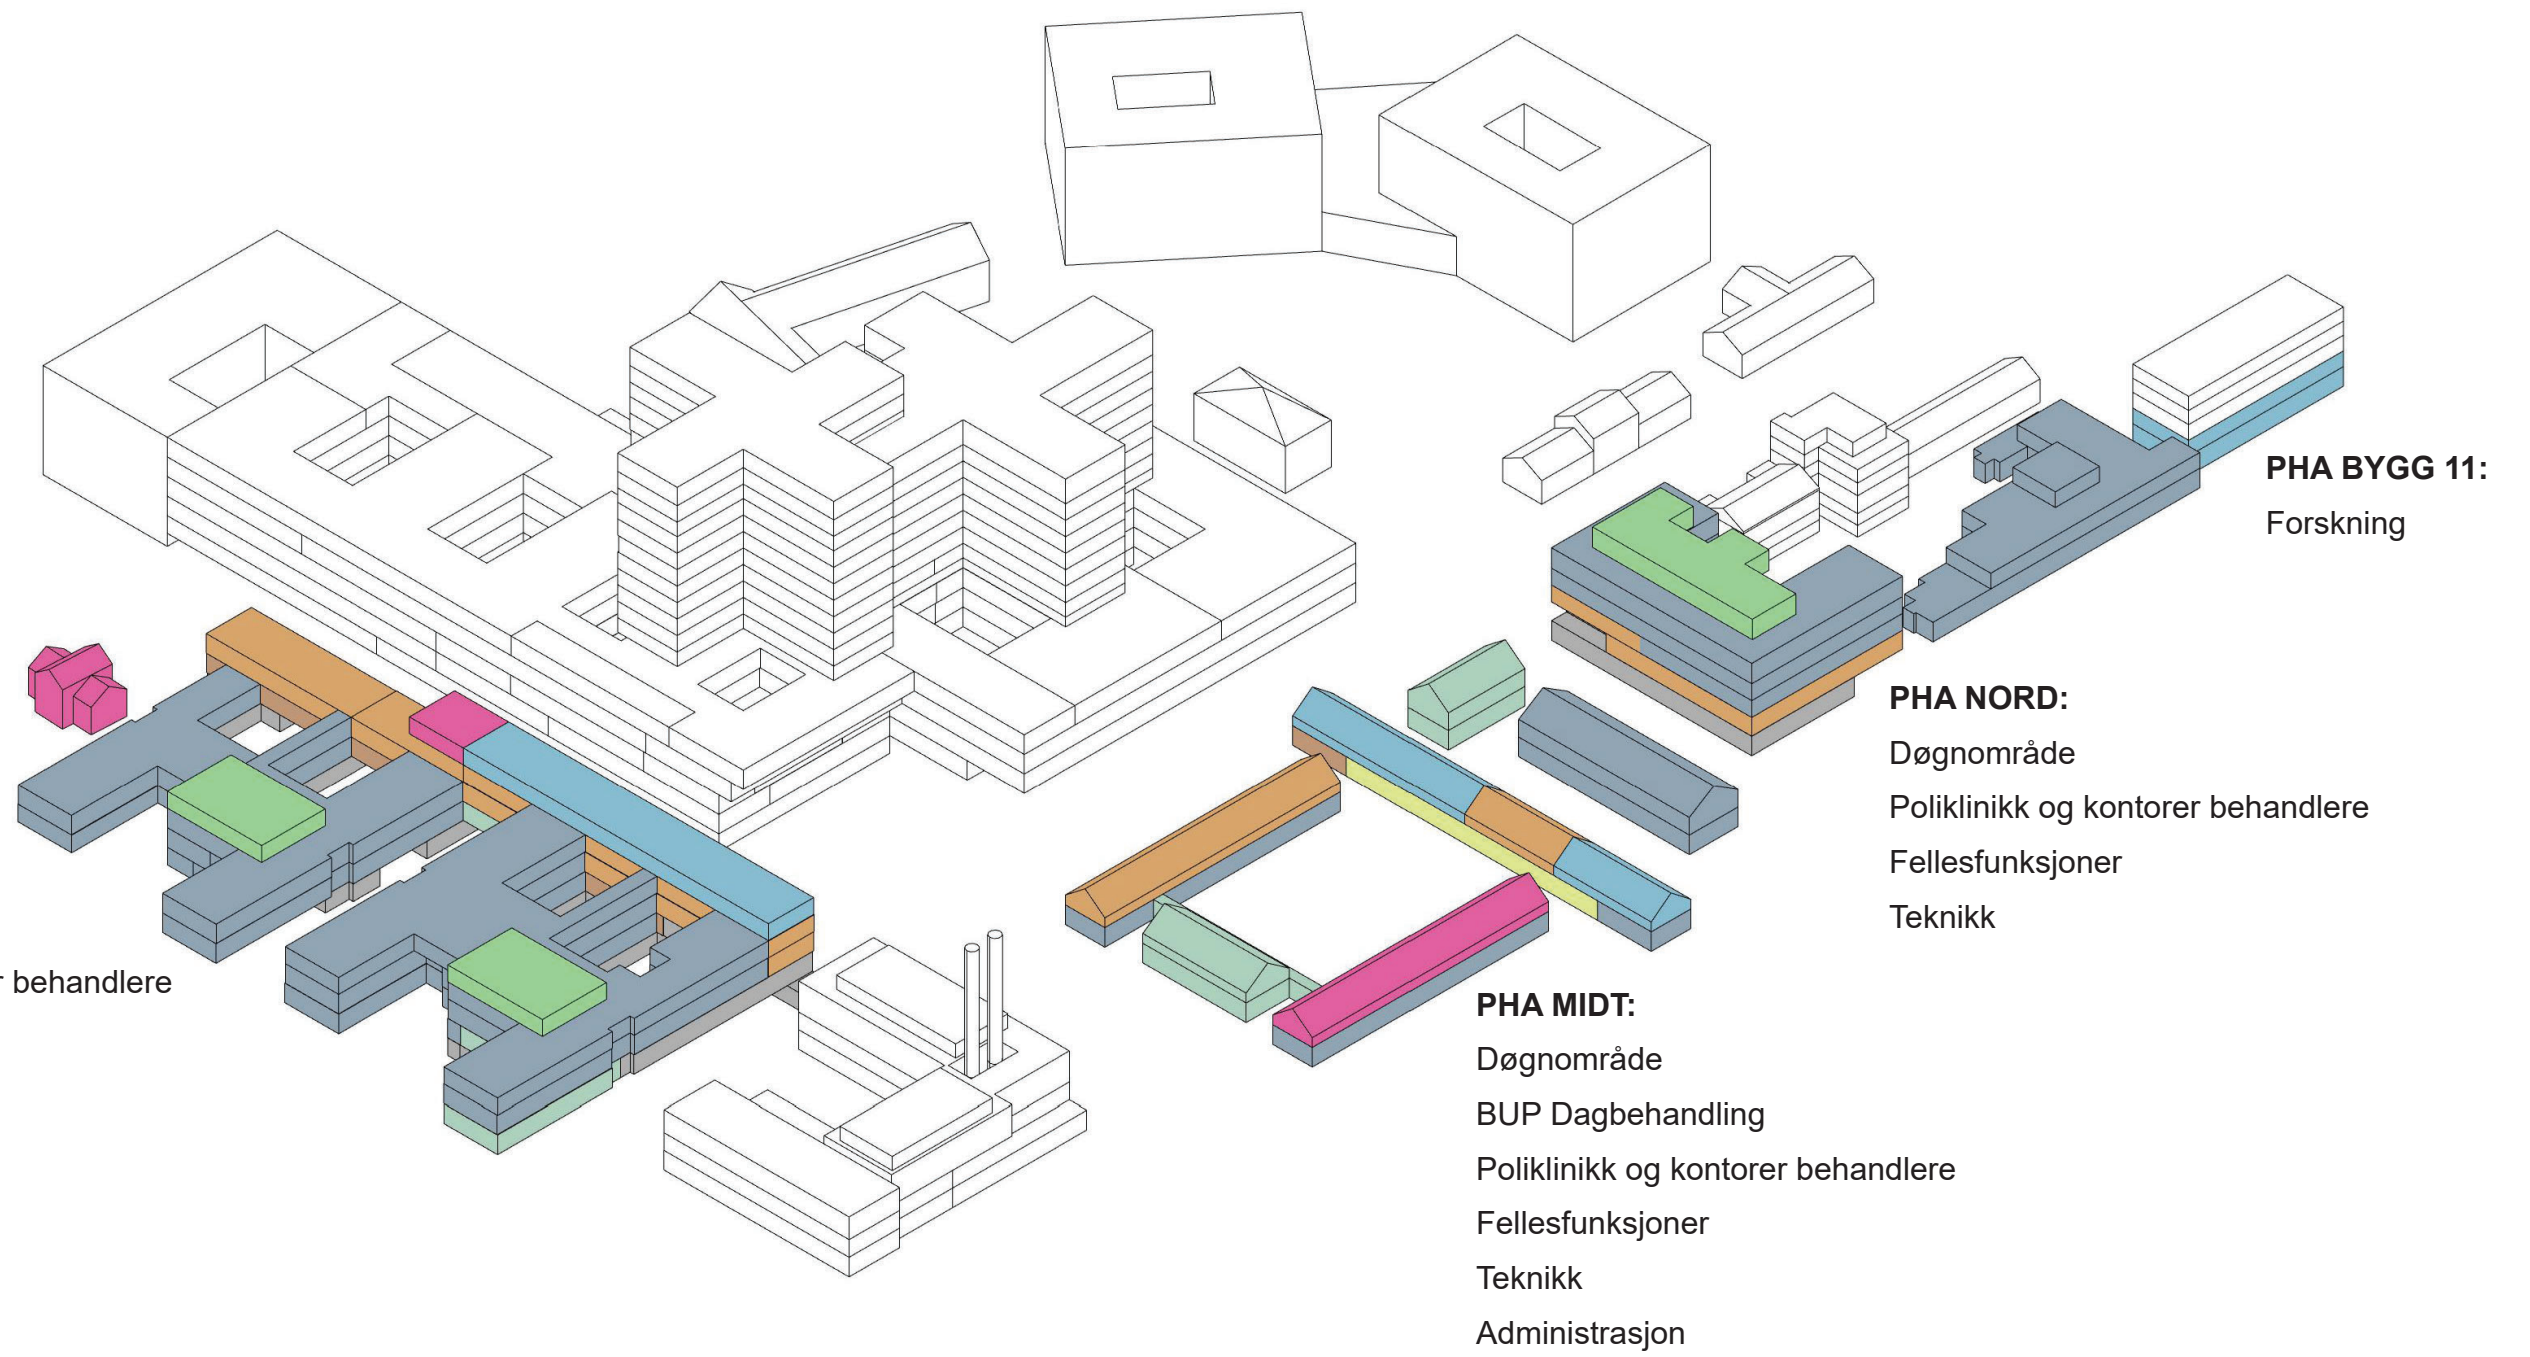 PHA BYGG 11:
Forskning
PHA NORD:
Døgnområde
Poliklinikk og kontorer behandlere
Fellesfunksjoner
Teknikk
behandlere
PHA MIDT:
Døgnområde
BUP Dagbehandling
Poliklinikk og kontorer behandlere
Fellesfunksjoner
Teknikk
Administrasjon